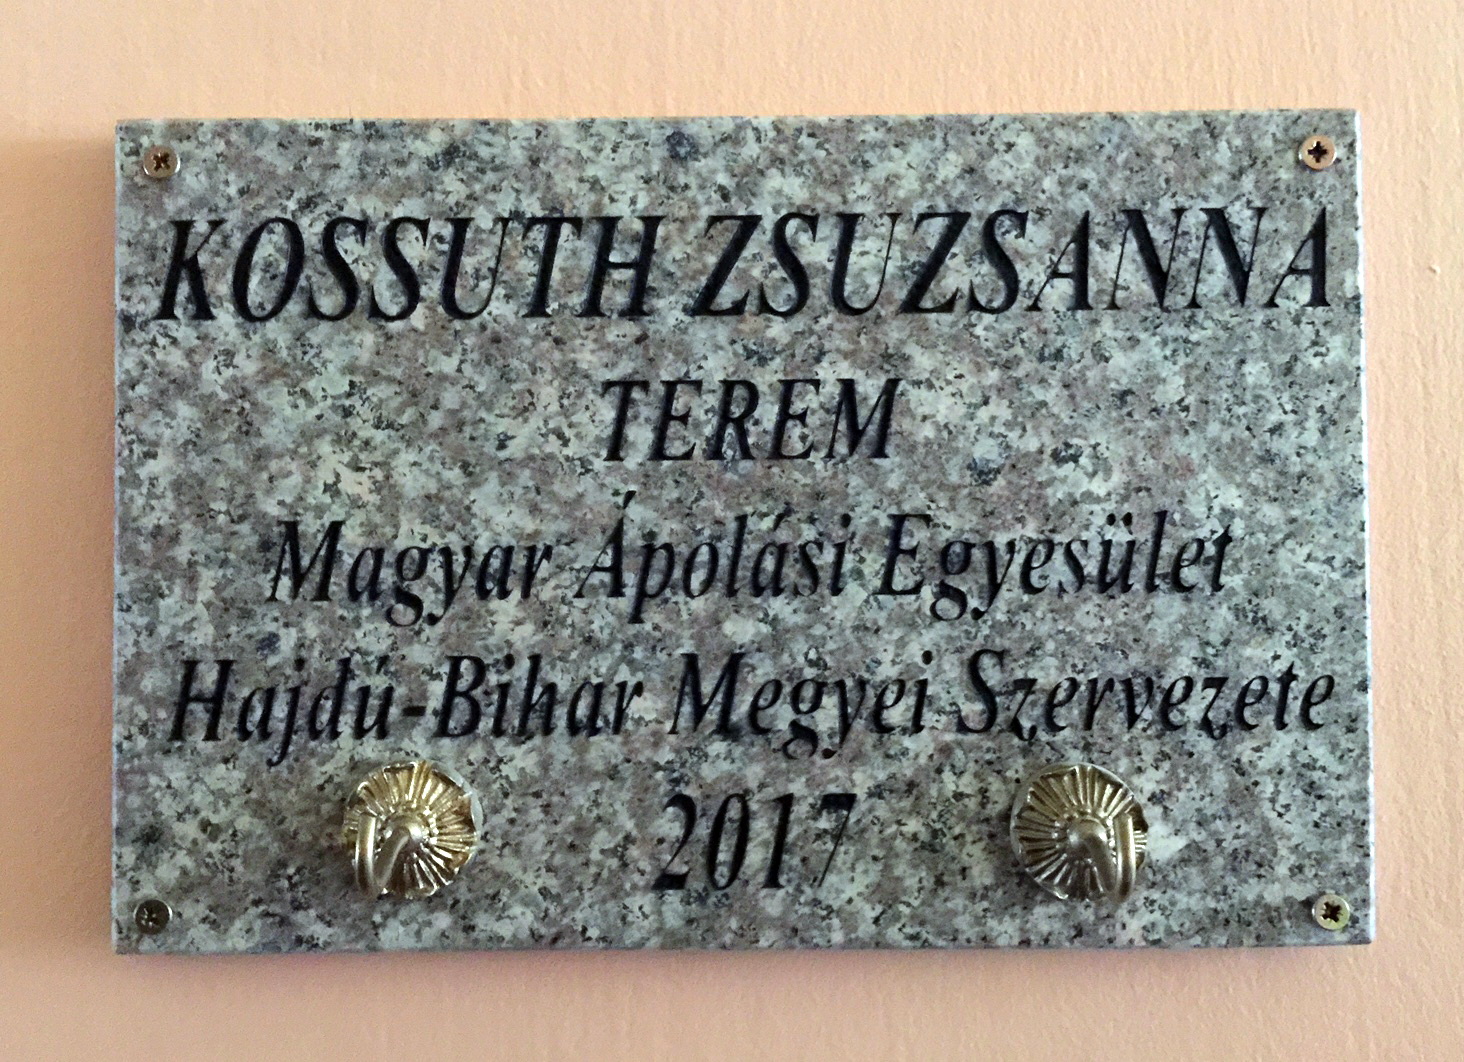 KOSSUTH ZSUZSANNA
TEREM
Magyar Ápolási Egyesület
Hajdú-Bihar Megyei Szervezete
2017